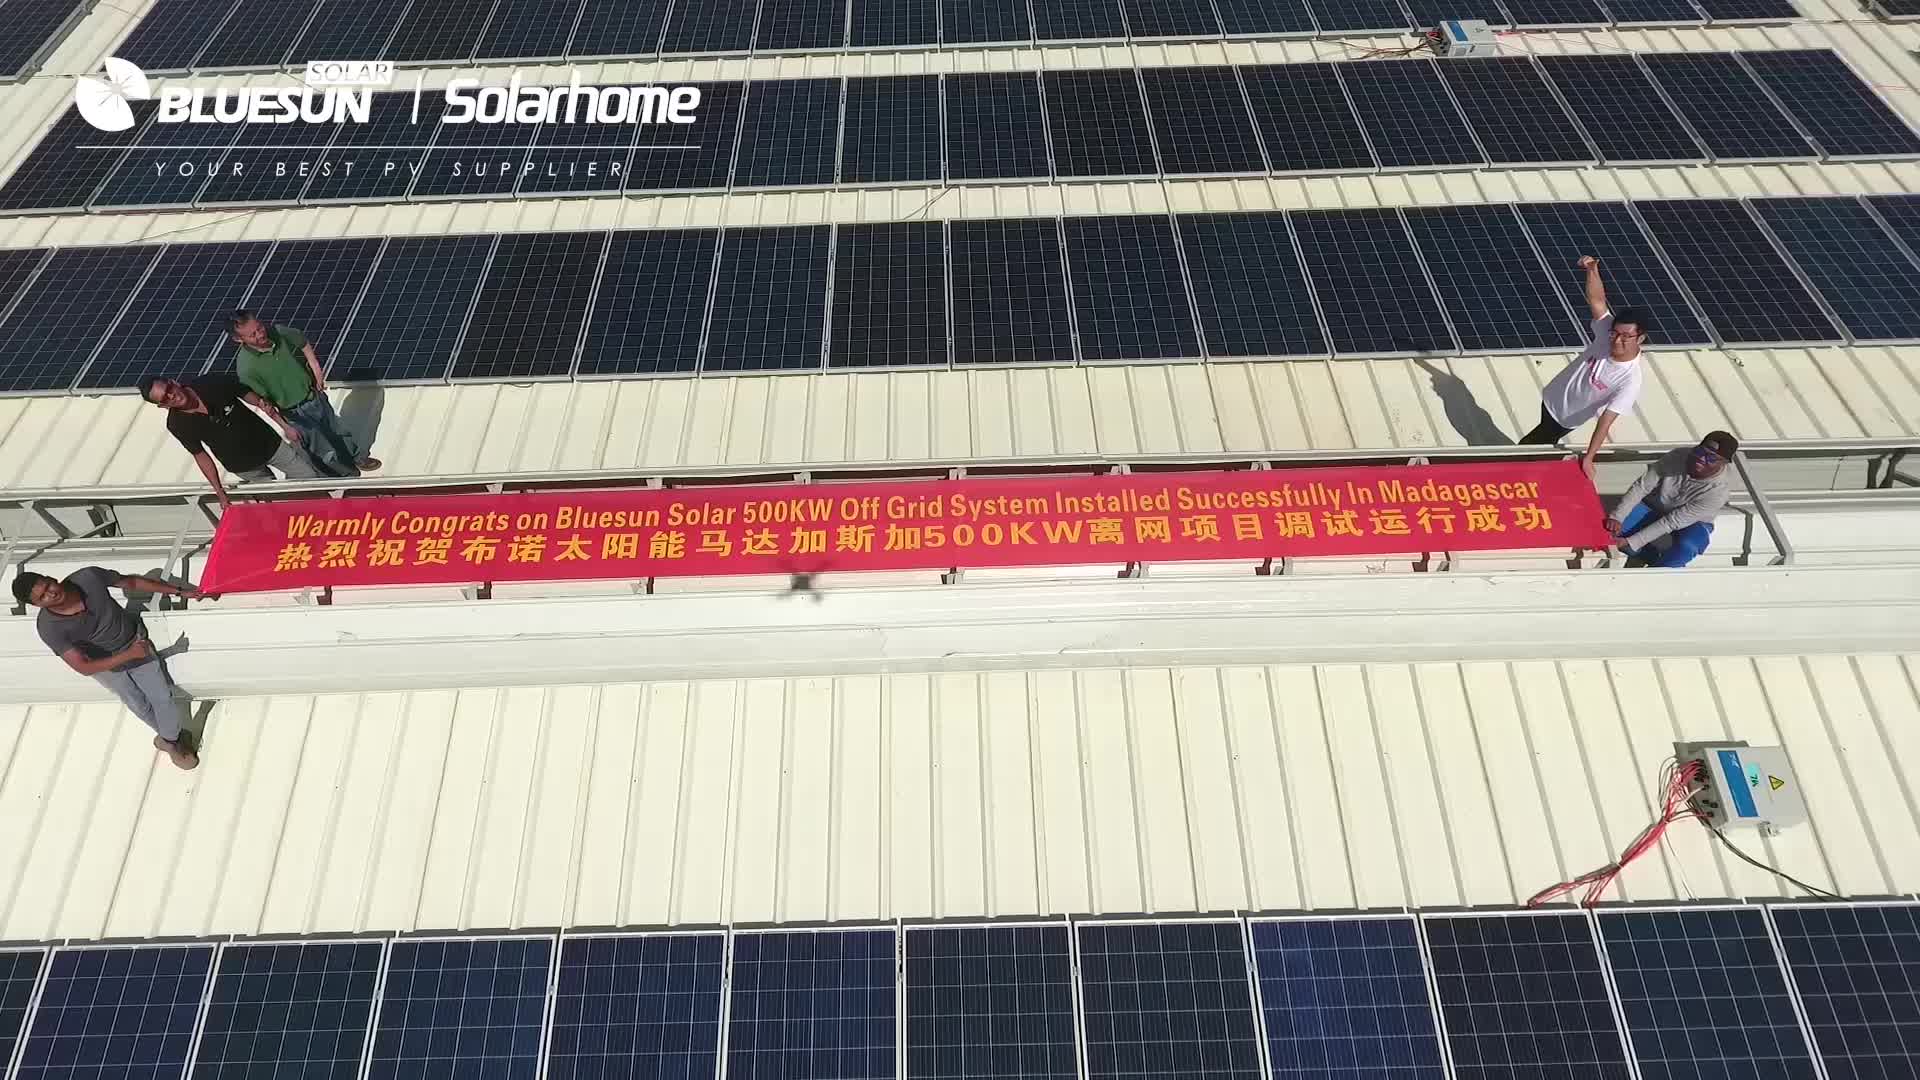 SOLAR
BLUESUN | Solarhome
YOUR BEST PV SUPPLIER
Warmly Congrats on Bluesun Solar 500KW Off Grid System Installed Successfully In Madagascar
热烈祝贺布诺太阳能马达加斯加500KW离网项目调试运行成功